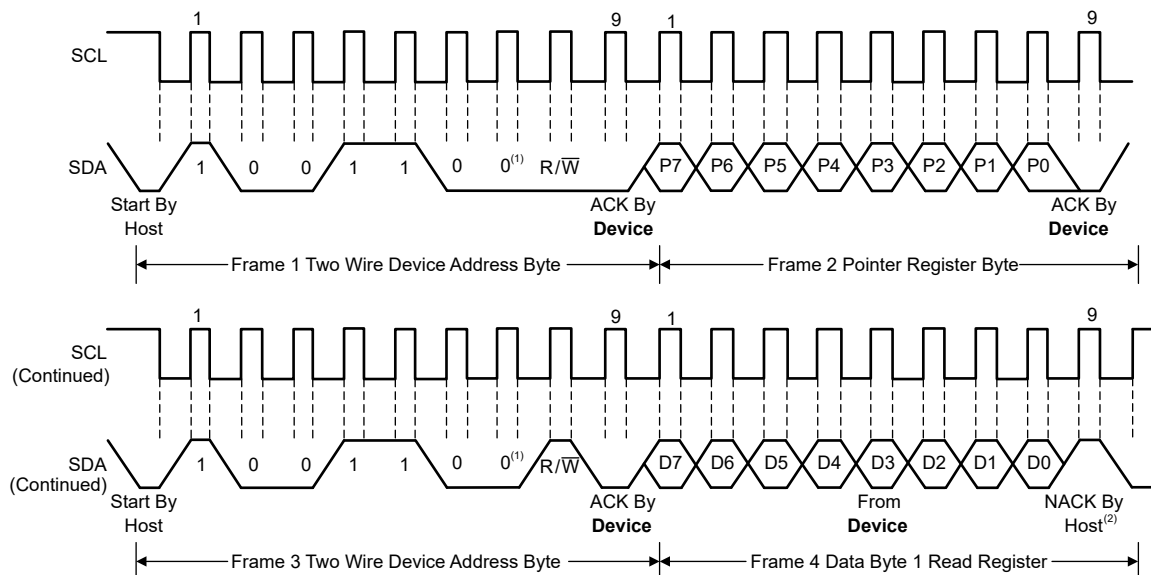 1 9 1 9
SCL
SDA 1 0 0 1 1 0 0(1) R/W̅ P7 P6 P5 P4 P3 P2 P1 P0
Start By ACK By ACK By
Host Device Device
Frame 1 Two Wire Device Address Byte Frame 2 Pointer Register Byte
1 9 1 9
SCL
(Continued)
SDA 1 0 0 1 1 0 0(1) R/W̅ D7 D6 D5 D4 D3 D2 D1 D0
(Continued)
Start By ACK By From NACK By
Host Device Device Host(2)
Frame 3 Two Wire Device Address Byte Frame 4 Data Byte 1 Read Register